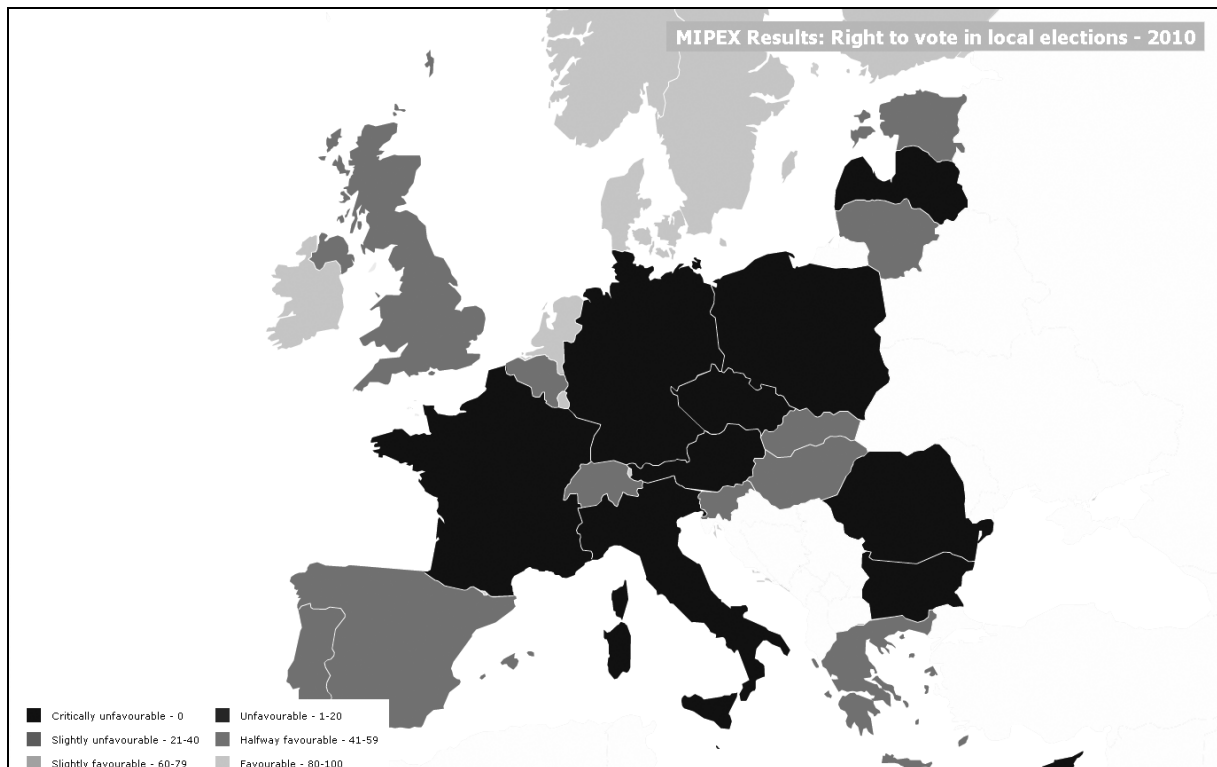 MIPEX Results: Right to vote in local elections - 2010
Critically unfavourable - 0
Unfavourable - 1-20
Slightly unfavourable - 21-40
Halfway favourable - 41-59
Slightly favourable - 60-79
Favourable - 80-100